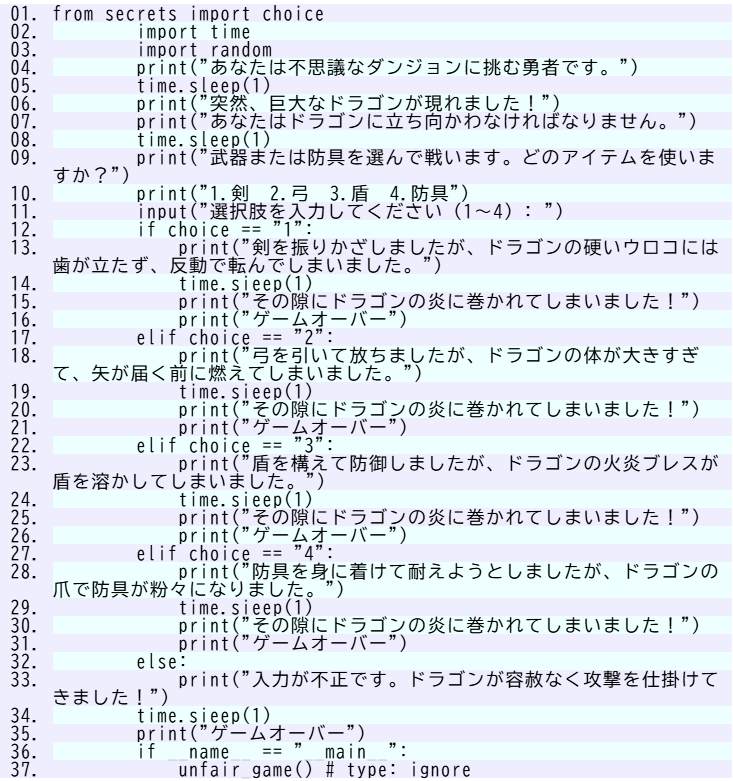 01. from secrets import choice
02. import time
03. import random
04. print("あなたは不思議なダンジョンに挑む勇者です。")
05. time.sleep(1)
06. print("突然、巨大なドラゴンが現れました！")
07. print("あなたはドラゴンに立ち向かわなければなりません。")
08. time.sleep(1)
09. print("武器または防具を選んで戦います。どのアイテムを使いま
すか？")
10. print("1.剣 2.弓 3.盾 4.防具")
11. input("選択肢を入力してください (1～4) : ")
12. if choice == "1":
13. print("剣を振りかざしましたが、ドラゴンの硬いウロコには
歯が立たず、反動で転んでしまいました。")
14. time.sieep(1)
15. print("その隙にドラゴンの炎に巻かれてしまいました！")
16. print("ゲームオーバー")
17. elif choice == "2":
18. print("弓を引いて放ちましたが、ドラゴンの体が大きすぎ
て、矢が届く前に燃えてしまいました。")
19. time.sieep(1)
20. print("その隙にドラゴンの炎に巻かれてしまいました！")
21. print("ゲームオーバー")
22. elif choice == "3":
23. print("盾を構えて防御しましたが、ドラゴンの火炎ブレスが
盾を溶かしてしまいました。")
24. time.sieep(1)
25. print("その隙にドラゴンの炎に巻かれてしまいました！")
26. print("ゲームオーバー")
27. elif choice == "4":
28. print("防具を身に着けて耐えようとしましたが、ドラゴンの
爪で防具が粉々になりました。")
29. time.sieep(1)
30. print("その隙にドラゴンの炎に巻かれてしまいました！")
31. print("ゲームオーバー")
32. else:
33. print("入力が不正です。ドラゴンが容赦なく攻撃を仕掛けて
きました！")
34. time.sieep(1)
35. print("ゲームオーバー")
36. if __name__ == "__main__":
37. unfair_game() # type: ignore